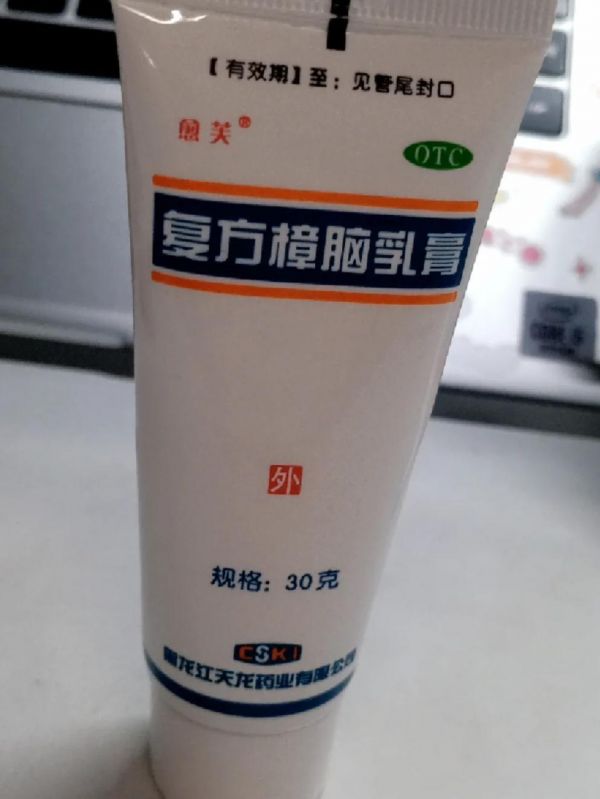 【有效期】至：见管尾封口
愈芙®
OTC
复方樟脑乳膏
外
规格：30克
CSKI
黑龙江天龙药业有限公司